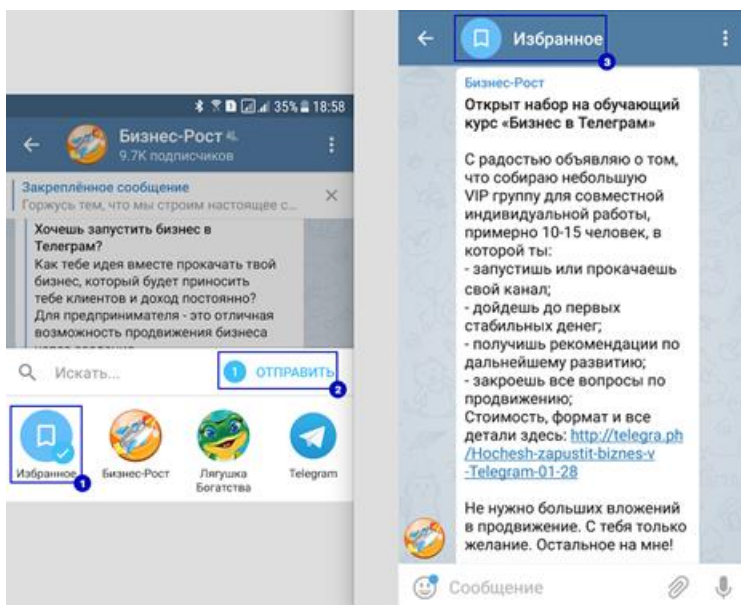 35% 18:58
Бизнес-Рост
9.7K подписчиков
Закреплённое сообщение
Горжусь тем, что мы строим настоящее с...
Хочешь запустить бизнес в
Телеграм?
Как тебе идея вместе прокачать твой
бизнес, который будет приносить
тебе клиентов и доход постоянно?
Для предпринимателя - это отличная
возможность продвижения бизнеса
Искать...
1 ОТПРАВИТЬ
2
Избранное
1
Бизнес-Рост
Лягушка
Богатства
Telegram
Избранное
3
Бизнес-Рост
Открыт набор на обучающий
курс «Бизнес в Телеграм»
С радостью объявляю о том,
что собираю небольшую
VIP группу для совместной
индивидуальной работы,
примерно 10-15 человек, в
которой ты:
- запустишь или прокачаешь
свой канал;
- дойдешь до первых
стабильных денег;
- получишь рекомендации по
дальнейшему развитию;
- закроешь все вопросы по
продвижению;
Стоимость, формат и все
детали здесь: http://telegra.ph
/Hochesh-zapustit-biznes-v
-Telegram-01-28
Не нужно больших вложений
в продвижение. С тебя только
желание. Остальное на мне!
Сообщение